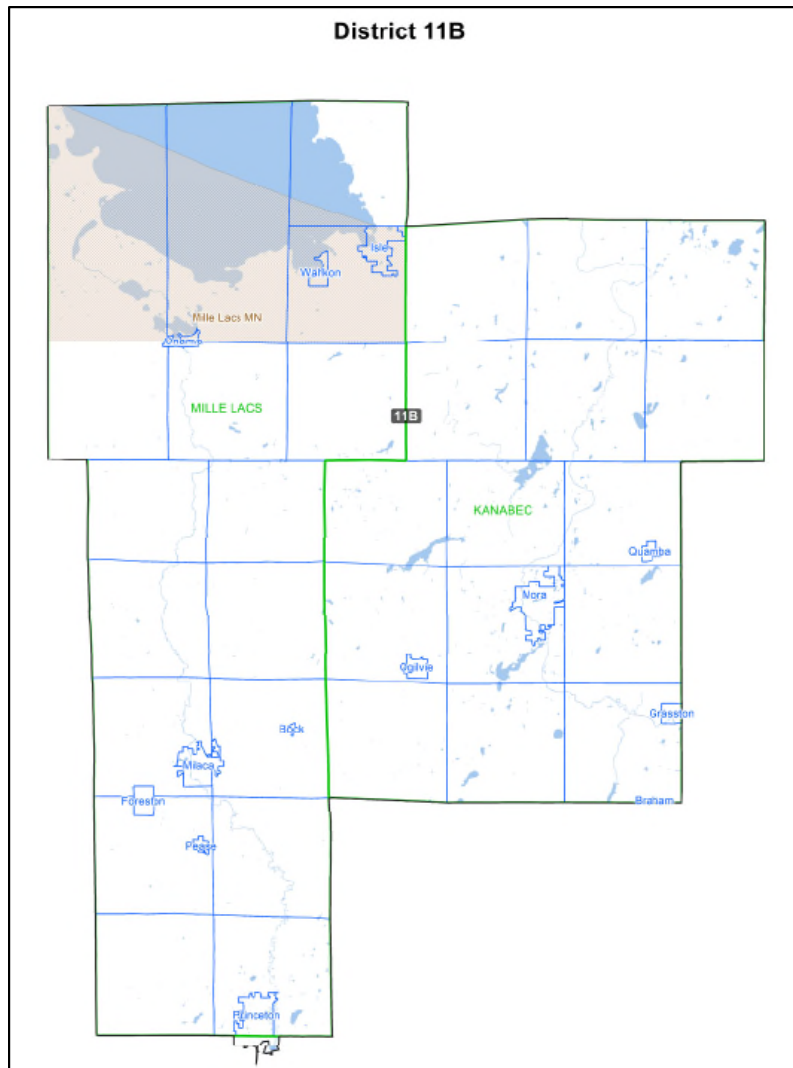 District 11B
Isle
Wahkon
Mille Lacs MN
Onamia
MILLE LACS
11B
KANABEC
Quamba
Mora
Ogilvie
Grasston
Bock
Milaca
Foreston
Braham
Pease
Princeton